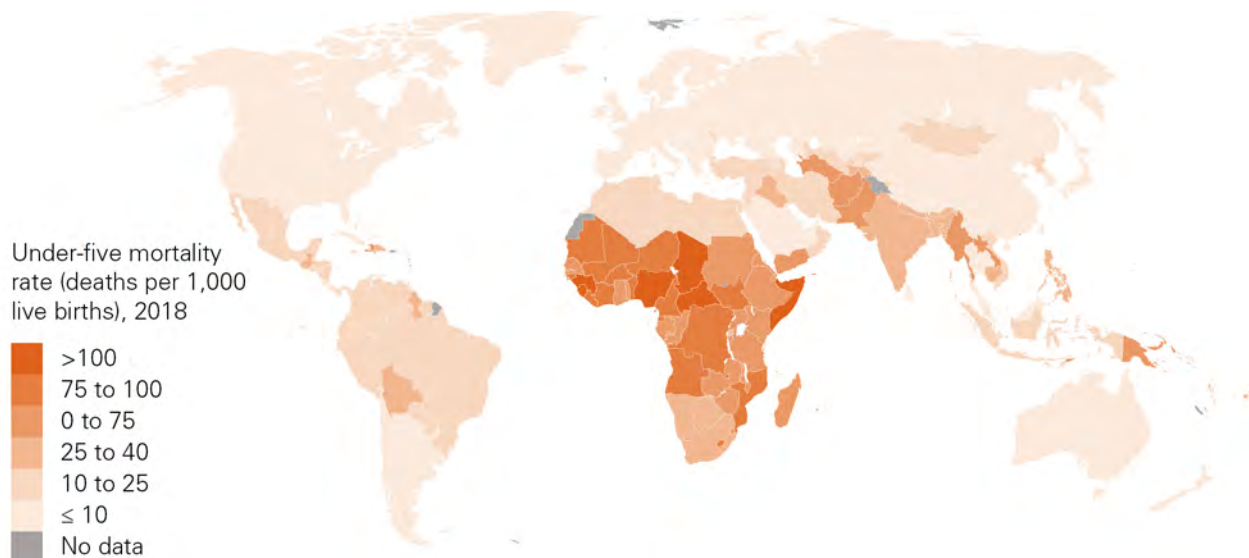 Under-five mortality
rate (deaths per 1,000
live births), 2018
>100
75 to 100
0 to 75
25 to 40
10 to 25
≤ 10
No data